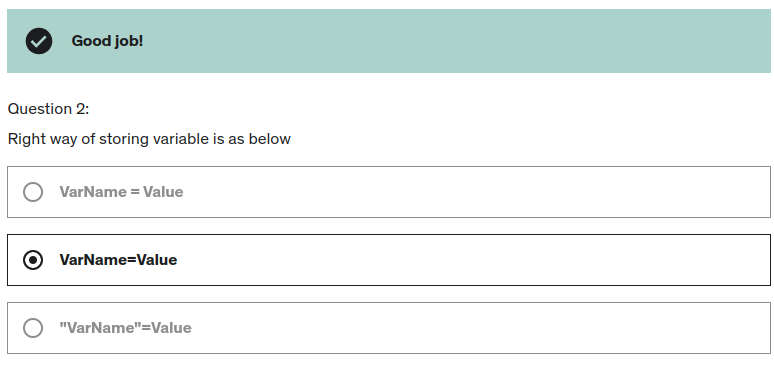 Good job!
Question 2:
Right way of storing variable is as below
VarName = Value
VarName=Value
"VarName"=Value